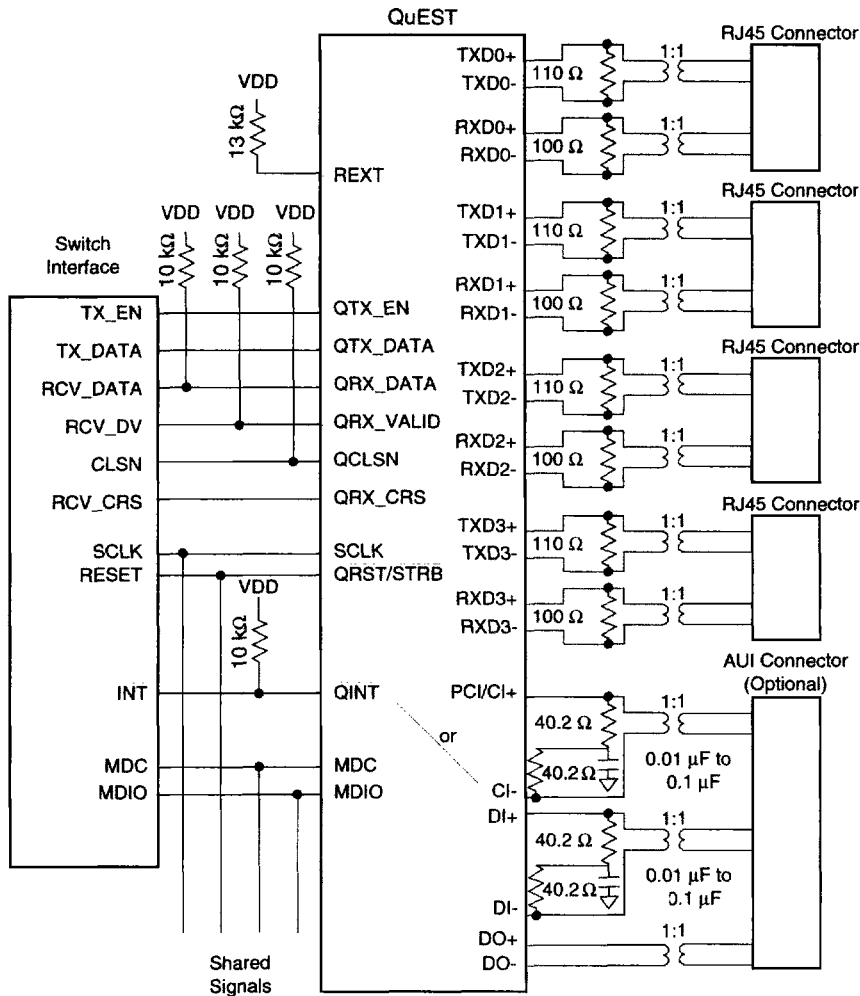 QuEST
VDD
13 kΩ
REXT
VDD
VDD
VDD
10 kΩ
10 kΩ
10 kΩ
Switch
Interface
TX_EN
TX_DATA
RCV_DATA
RCV_DV
CLSN
RCV_CRS
SCLK
RESET
INT
MDC
MDIO
QTX_EN
QTX_DATA
QRX_DATA
QRX_VALID
QCLSN
QRX_CRS
SCLK
QRST/STRB
VDD
10 kΩ
QINT
or
MDC
MDIO
Shared
Signals
TXD0+
TXD0-
110 Ω
1:1
RJ45 Connector
RXD0+
RXD0-
100 Ω
1:1
TXD1+
TXD1-
110 Ω
1:1
RJ45 Connector
RXD1+
RXD1-
100 Ω
1:1
TXD2+
TXD2-
110 Ω
1:1
RJ45 Connector
RXD2+
RXD2-
100 Ω
1:1
TXD3+
TXD3-
110 Ω
1:1
RJ45 Connector
RXD3+
RXD3-
100 Ω
1:1
AUI Connector
(Optional)
PCI/CI+
40.2 Ω
1:1
40.2 Ω
0.01 µF to
0.1 µF
CI-
DI+
40.2 Ω
1:1
40.2 Ω
0.01 µF to
0.1 µF
DI-
DO+
DO-
1:1